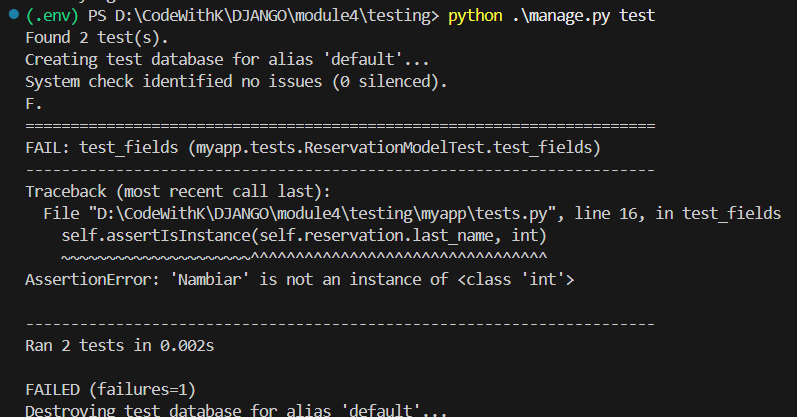 (.env) PS D:\CodeWithK\DJANGO\module4\testing> python .\manage.py test
Found 2 test(s).
Creating test database for alias 'default'...
System check identified no issues (0 silenced).
F.
======================================================================
FAIL: test_fields (myapp.tests.ReservationModelTest.test_fields)
----------------------------------------------------------------------
Traceback (most recent call last):
  File "D:\CodeWithK\DJANGO\module4\testing\myapp\tests.py", line 16, in test_fields
    self.assertIsInstance(self.reservation.last_name, int)
    ~~~~~~~~~~~~~~~~~~~~~^^^^^^^^^^^^^^^^^^^^^^^^^^^^^^^^^
AssertionError: 'Nambiar' is not an instance of <class 'int'>

----------------------------------------------------------------------
Ran 2 tests in 0.002s

FAILED (failures=1)
Destroying test database for alias 'default'...